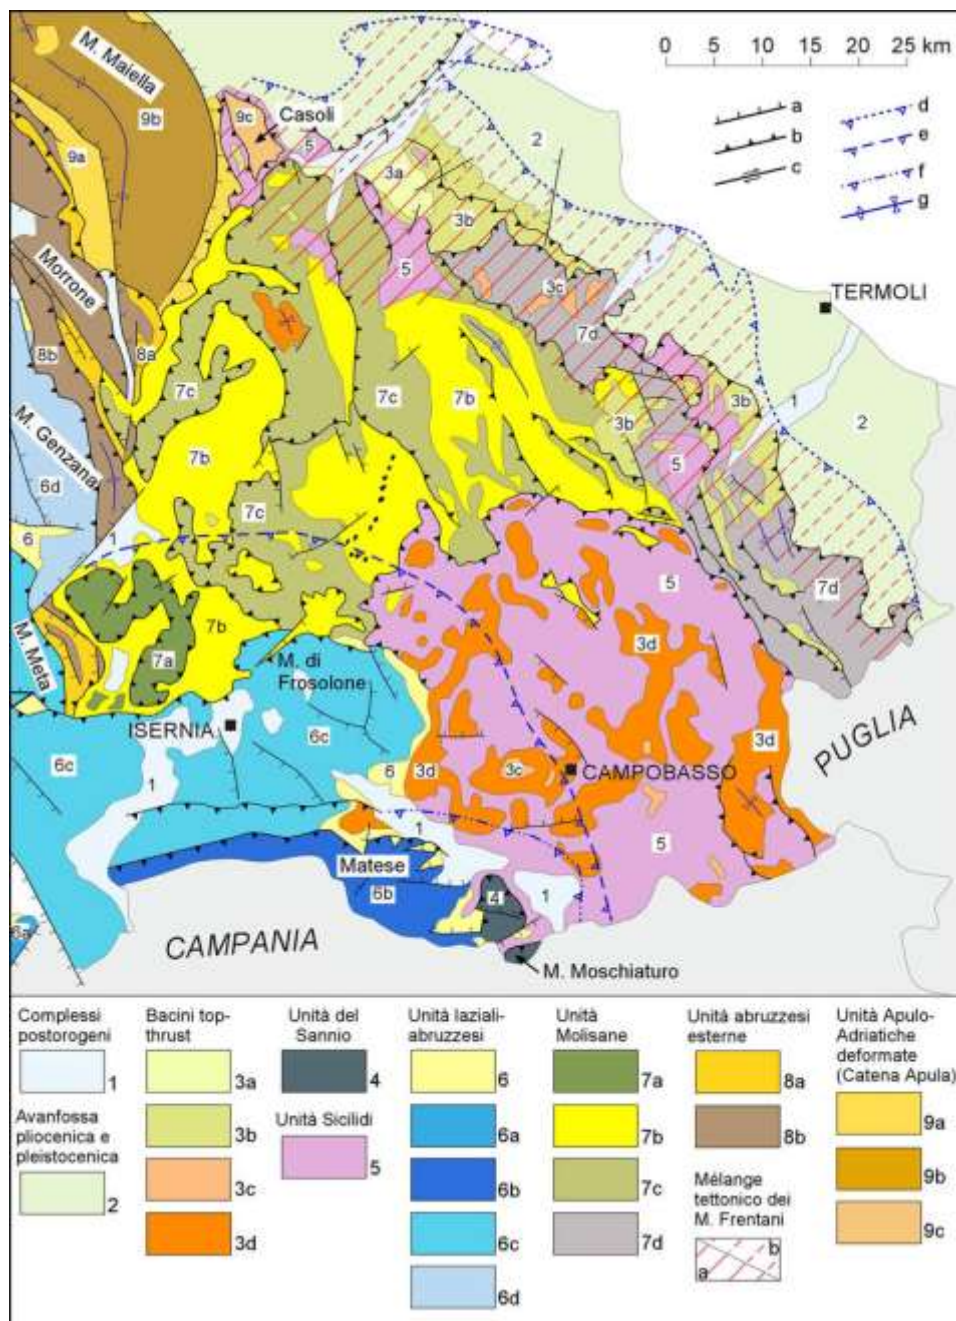 M. Maiella
0 5 10 15 20 25 km
9b
9c
Casoli
a
d
2
5
1
b
e
9a
3a
c
f
3b
g
5
1
Morrone
3c
TERMOLI
7d
8b
8a
7c
7c
7b
3b
1
3b
2
M. Genzana
7b
5
6d
7c
6
1
5
7d
7b
3d
M. Meta
7a
M. di
Frosolone
ISERNIA
PUGLIA
6c
6c
3d
6
3d
3c
CAMPOBASSO
1
1
5
Matese
6b
4
1
6a
CAMPANIA
M. Moschiaturo
Complessi
postorogeni
1
Avanfossa
pliocenica e
pleistocenica
2
Bacini top-
thrust
3a
3b
3c
3d
Unità del
Sannio
4
Unità Sicilidi
5
Unità laziali-
abruzzesi
6
6a
6b
6c
6d
Unità
Molisane
7a
7b
7c
7d
Unità abruzzesi
esterne
8a
8b
Mélange
tettonico dei
M. Frentani
b
a
Unità Apulo-
Adriatiche
deformate
(Catena Apula)
9a
9b
9c